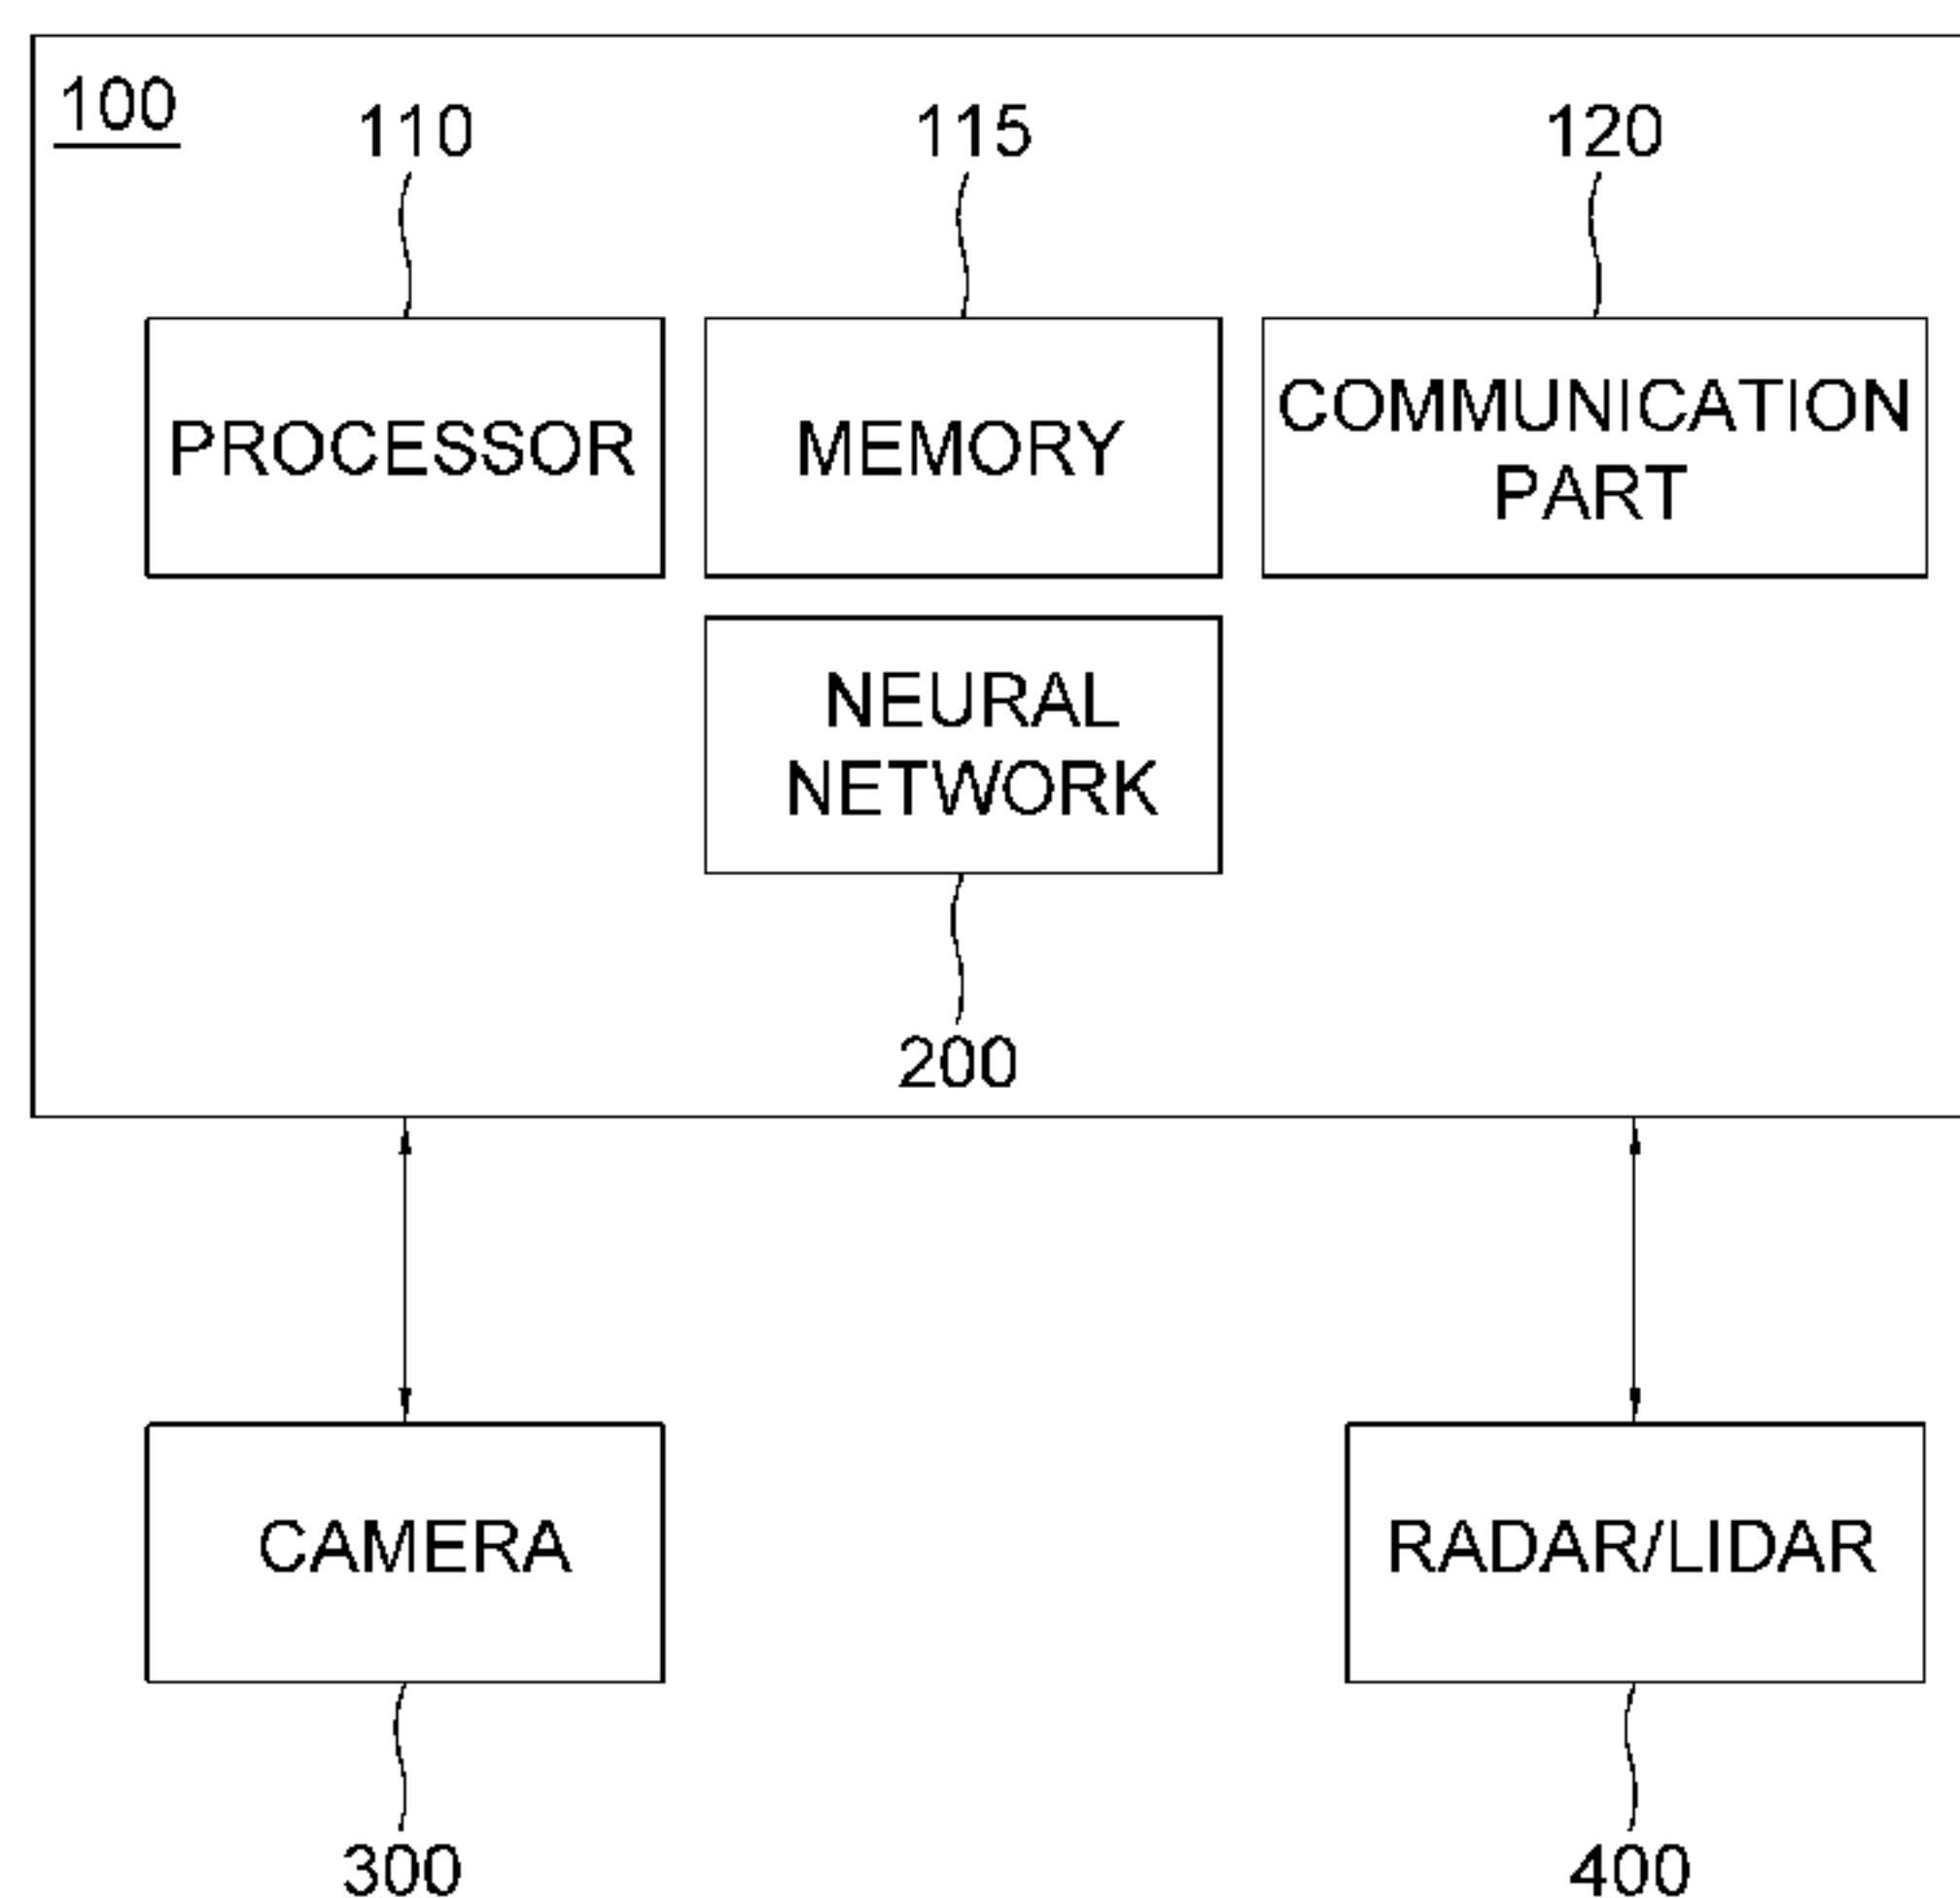 100
110
115
120
PROCESSOR
MEMORY
COMMUNICATION
PART
NEURAL
NETWORK
200
CAMERA
RADAR/LIDAR
300
400